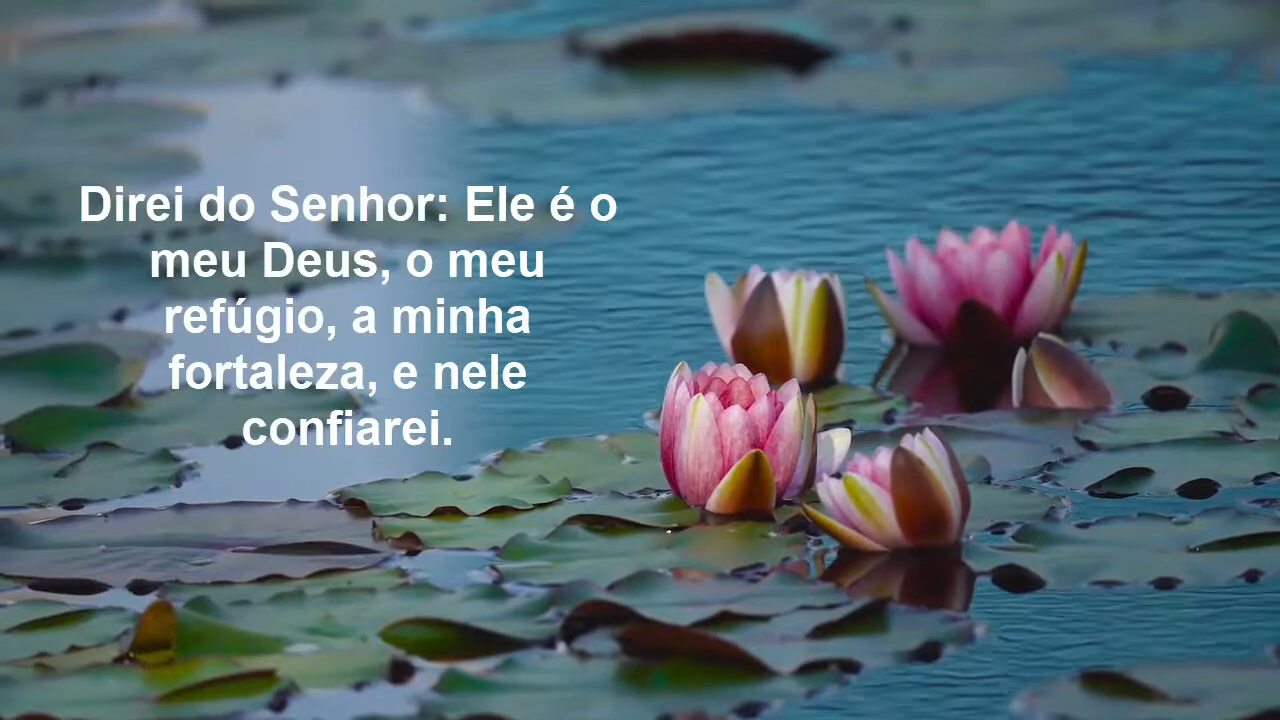 Direi do Senhor: Ele é o
meu Deus, o meu
refúgio, a minha
fortaleza, e nele
confiarei.